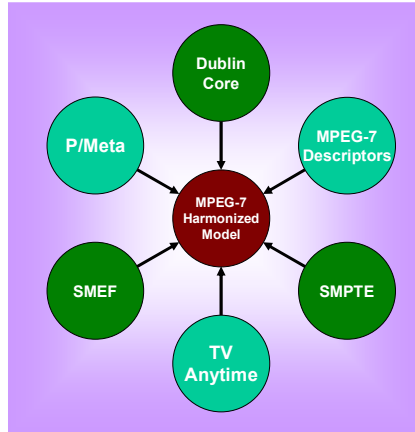 Dublin
Core
P/Meta
MPEG-7
Descriptors
MPEG-7
Harmonized
Model
SMEF
SMPTE
TV
Anytime